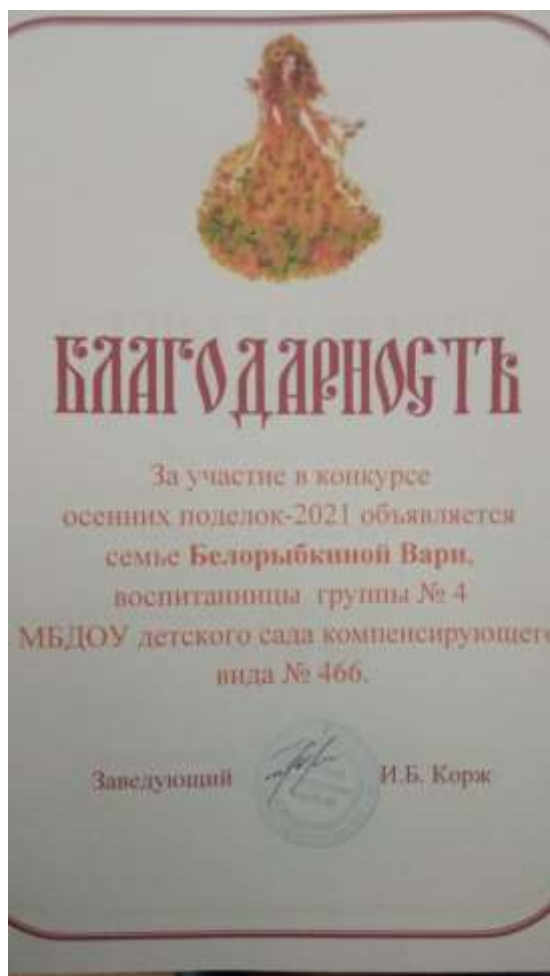 БЛАГОДАРНОСТЬ
За участие в конкурсе
осенних поделок-2021 объявляется
семье Белорыбкиной Вари,
воспитанницы группы № 4
МБДОУ детского сада компенсирующего
вида № 466.
Заведующий И.Б. Корж